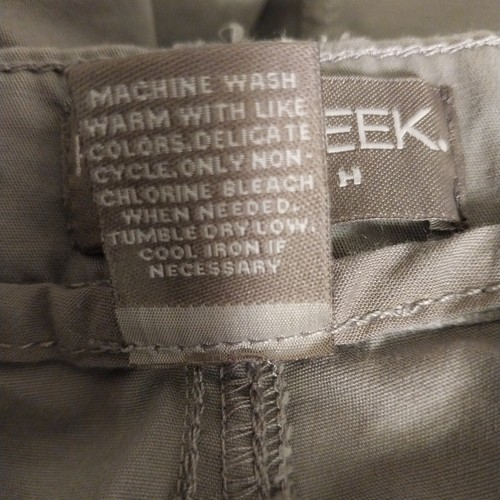 MACHINE WASH
WARM WITH LIKE
COLORS. DELICATE
CYCLE. ONLY NON-
CHLORINE BLEACH
WHEN NEEDED.
TUMBLE DRY LOW.
COOL IRON IF
NECESSARY
EEK.
H